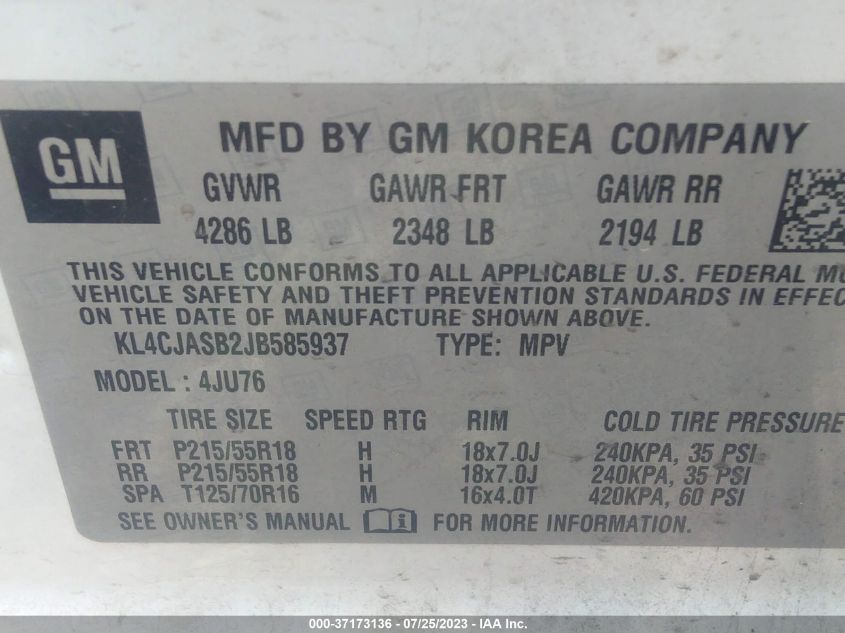 GM
MFD BY GM KOREA COMPANY
GVWR GAWR FRT GAWR RR
4286 LB 2348 LB 2194 LB
THIS VEHICLE CONFORMS TO ALL APPLICABLE U.S. FEDERAL
VEHICLE SAFETY AND THEFT PREVENTION STANDARDS IN
ON THE DATE OF MANUFACTURE SHOWN ABOVE.
KL4CJASB2JB585937 TYPE: MPV
MODEL : 4JU76
TIRE SIZE SPEED RTG RIM COLD TIRE PRESSURE
FRT P215/55R18 H 18x7.0J 240KPA, 35 PSI
RR P215/55R18 H 18x7.0J 240KPA, 35 PSI
SPA T125/70R16 M 16x4.0T 420KPA, 60 PSI
SEE OWNER'S MANUAL i FOR MORE INFORMATION.
000-37173136 - 07/25/2023 - IAA Inc.